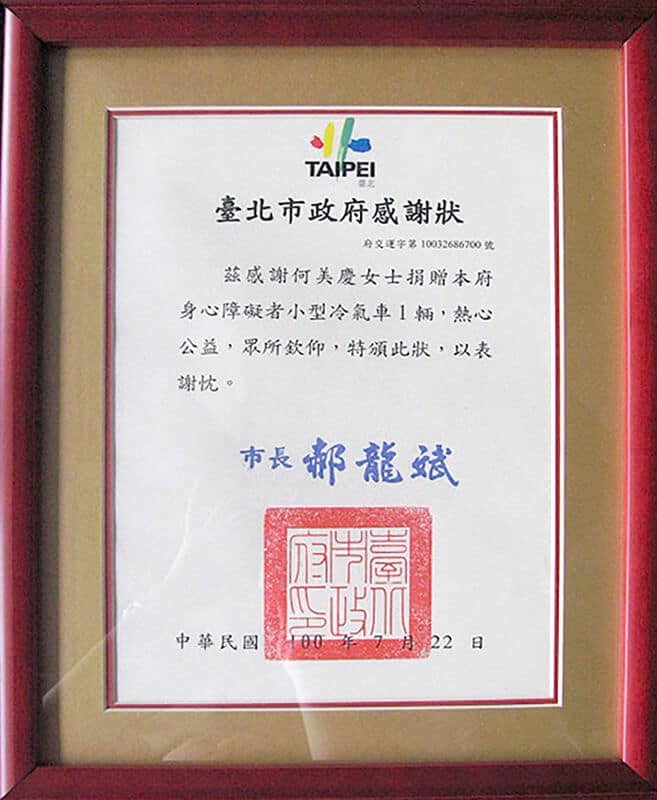 TAIPEI
臺北
臺北市政府感謝狀
府交運字第10032686700號
茲感謝何美慶女士捐贈本府
身心障礙者小型冷氣車1輛，熱心
公益，眾所欽仰，特頒此狀，以表
謝忱。
市長 郝龍斌
臺北市政府印
中華民國 100 年 7 月 22 日